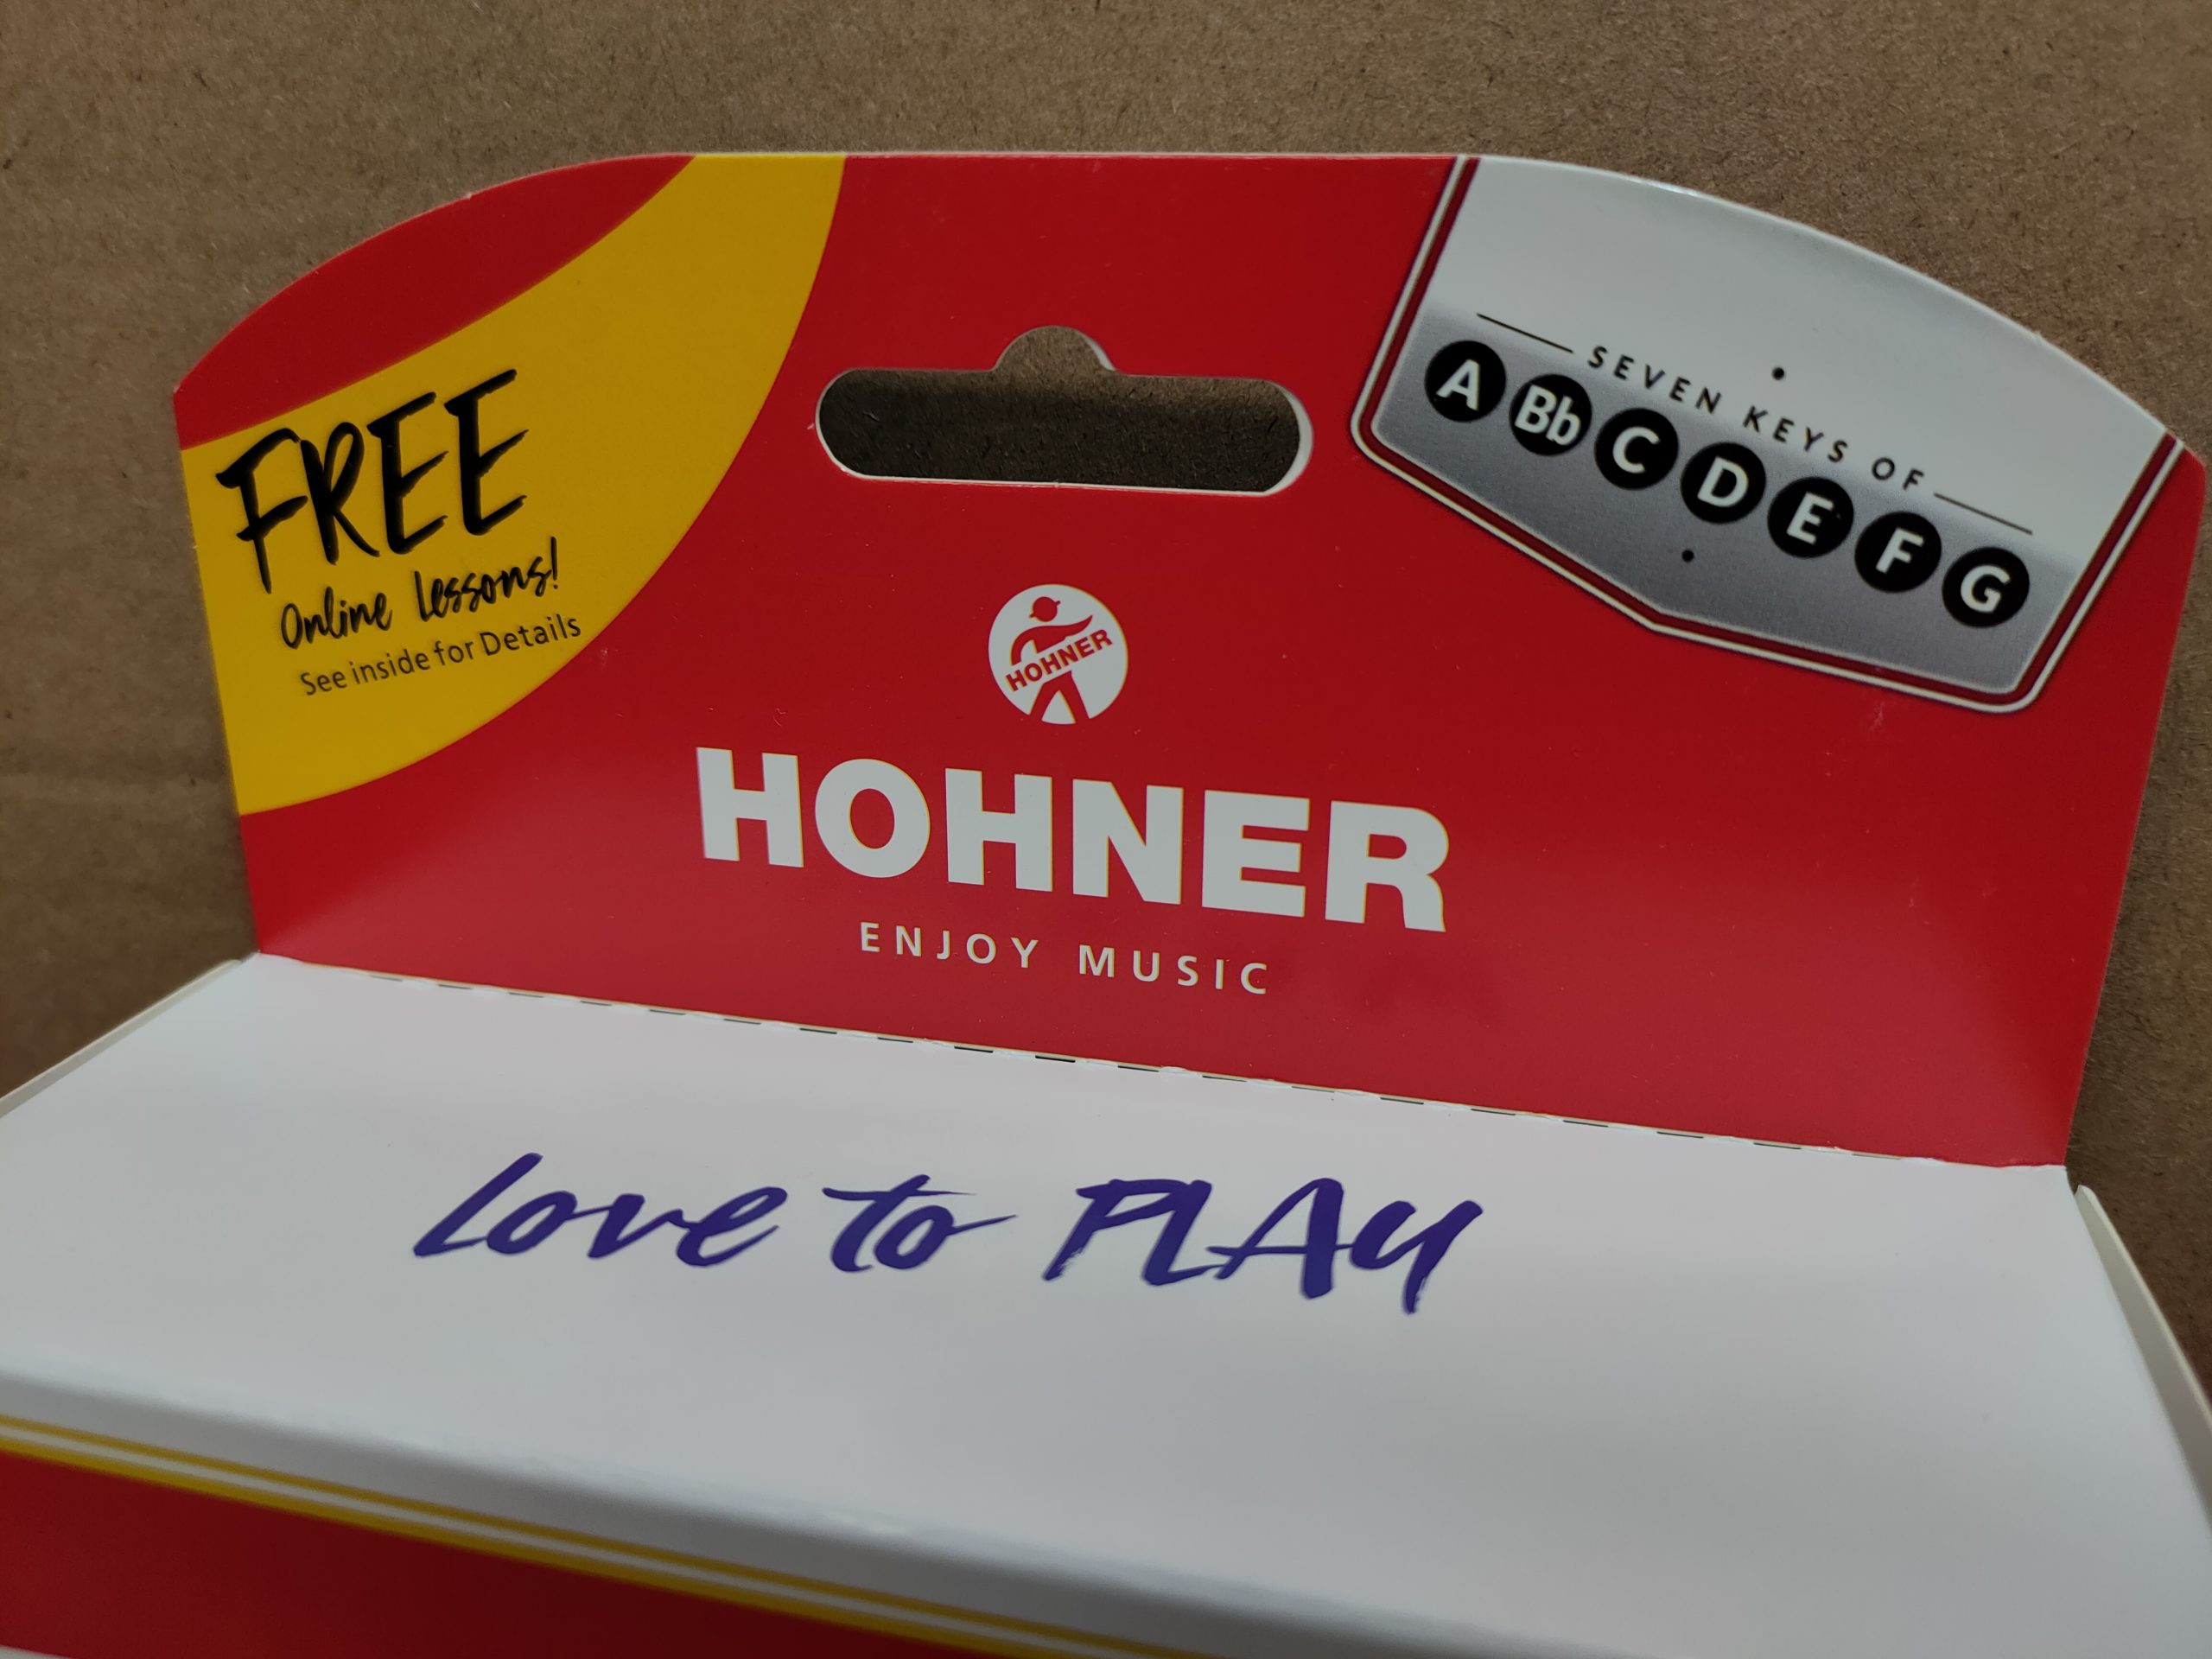 FREE
Online Lessons!
See inside for Details
SEVEN KEYS OF
A Bb C D E F G
HOHNER
HOHNER
ENJOY MUSIC
Love to PLAY